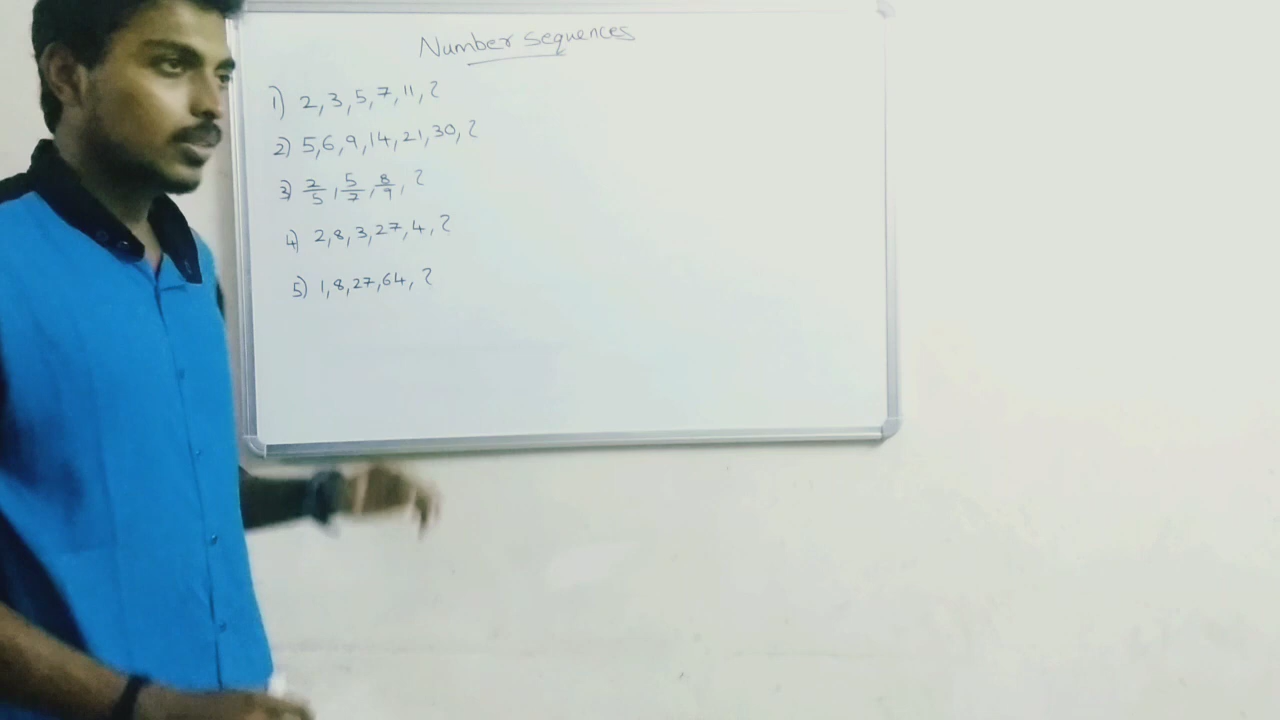 Number sequences
1) 2, 3, 5, 7, 11, ?
2) 5, 6, 9, 14, 21, 30, ?
3) 2/5, 5/7, 8/9, ?
4) 2, 8, 3, 27, 4, ?
5) 1, 8, 27, 64, ?